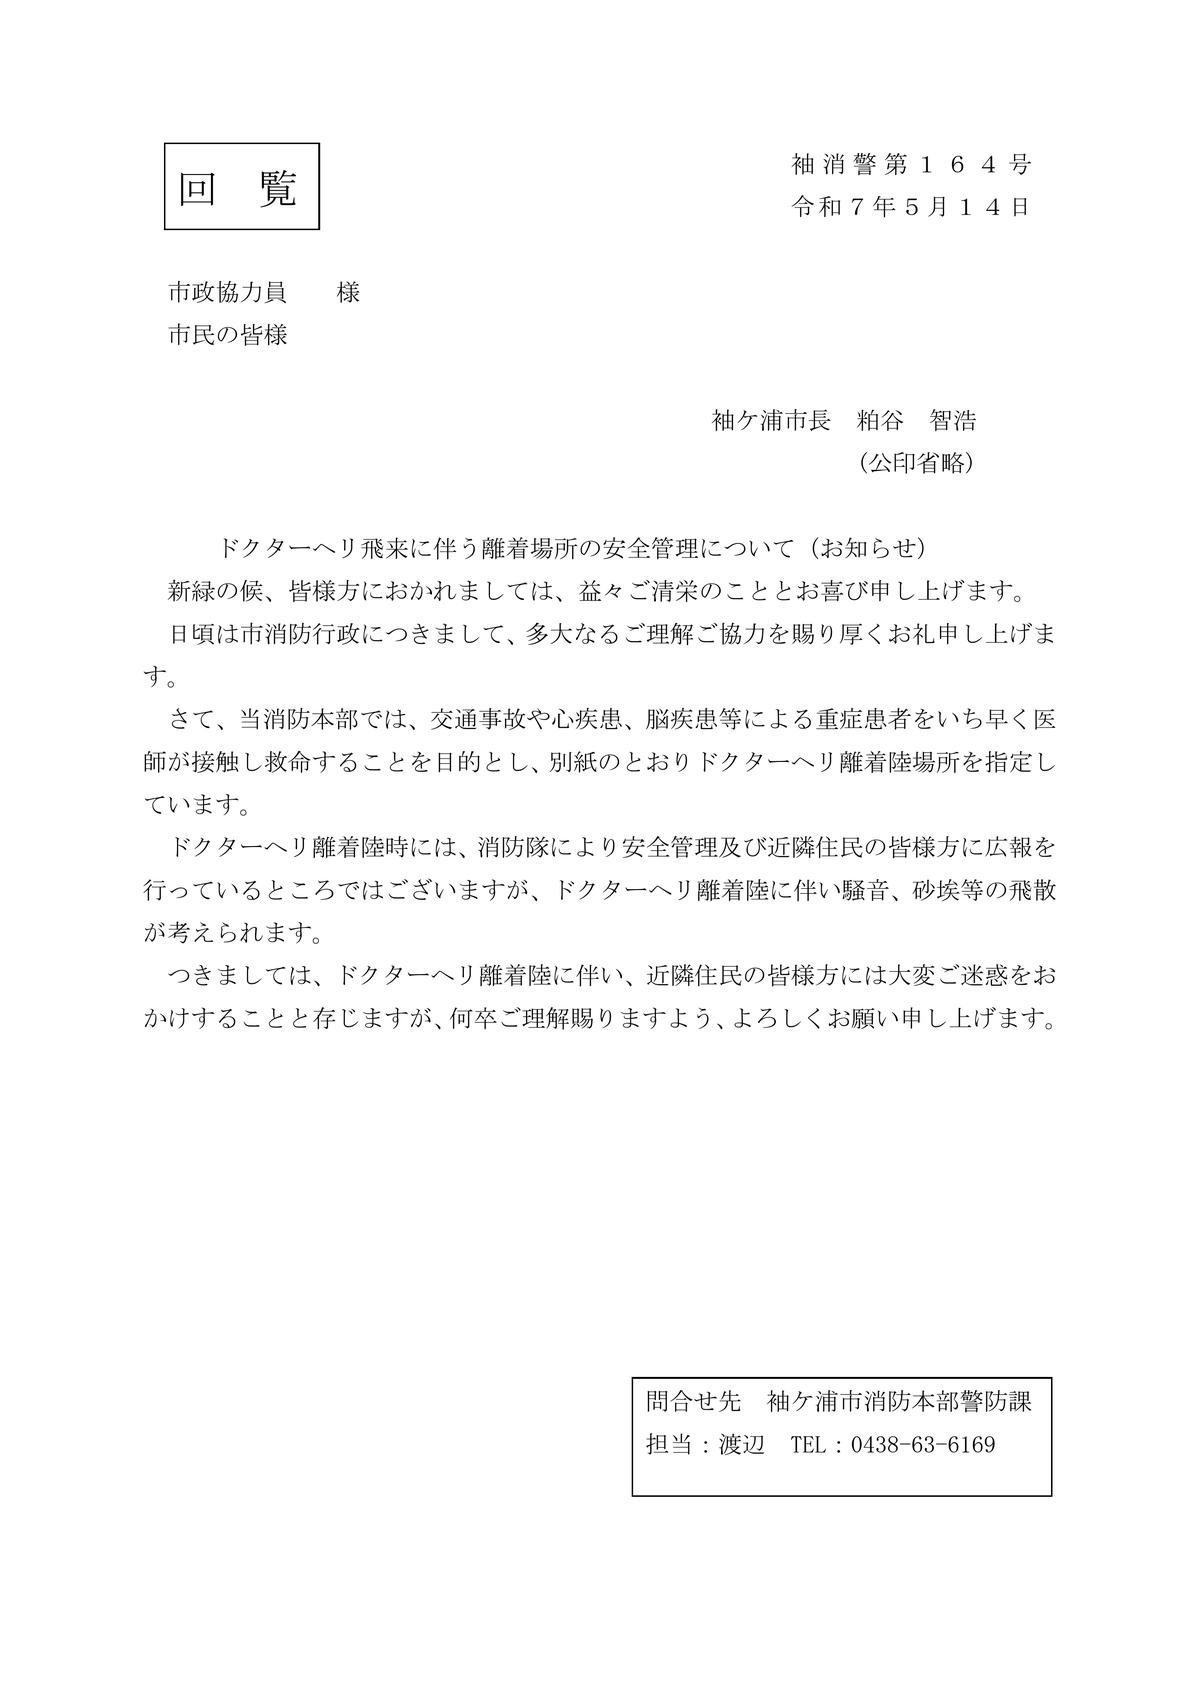 回　覧
袖消警第１６４号
令和７年５月１４日
市政協力員　　様
市民の皆様
袖ケ浦市長　粕谷　智浩
（公印省略）
ドクターヘリ飛来に伴う離着場所の安全管理について（お知らせ）
新緑の候、皆様方におかれましては、益々ご清栄のこととお喜び申し上げます。
日頃は市消防行政につきまして、多大なるご理解ご協力を賜り厚くお礼申し上げま
す。
さて、当消防本部では、交通事故や心疾患、脳疾患等による重症患者をいち早く医
師が接触し救命することを目的とし、別紙のとおりドクターヘリ離着陸場所を指定し
ています。
ドクターヘリ離着陸時には、消防隊により安全管理及び近隣住民の皆様方に広報を
行っているところではございますが、ドクターヘリ離着陸に伴い騒音、砂埃等の飛散
が考えられます。
つきましては、ドクターヘリ離着陸に伴い、近隣住民の皆様方には大変ご迷惑をお
かけすることと存じますが、何卒ご理解賜りますよう、よろしくお願い申し上げます。
問合せ先　袖ケ浦市消防本部警防課
担当：渡辺　TEL：0438-63-6169